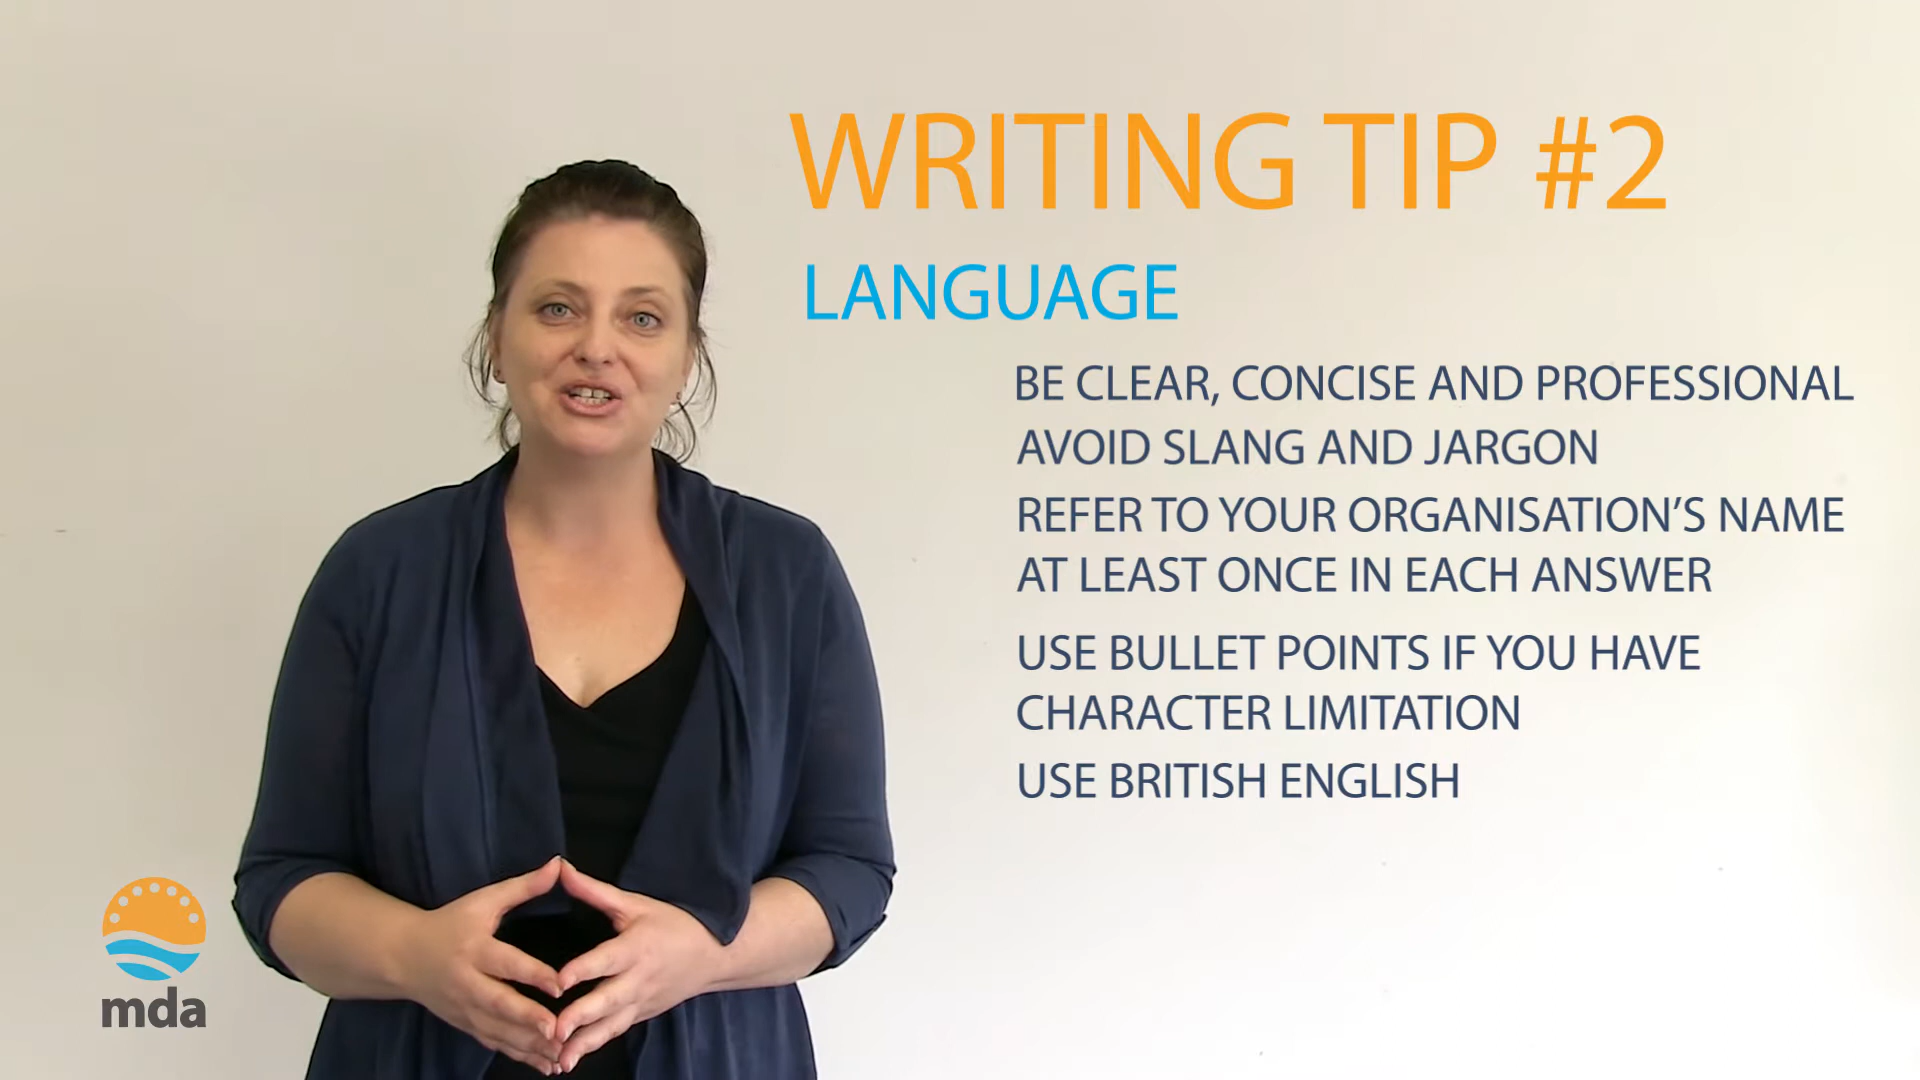 WRITING TIP #2
LANGUAGE
BE CLEAR, CONCISE AND PROFESSIONAL
AVOID SLANG AND JARGON
REFER TO YOUR ORGANISATION’S NAME
AT LEAST ONCE IN EACH ANSWER
USE BULLET POINTS IF YOU HAVE
CHARACTER LIMITATION
USE BRITISH ENGLISH
mda